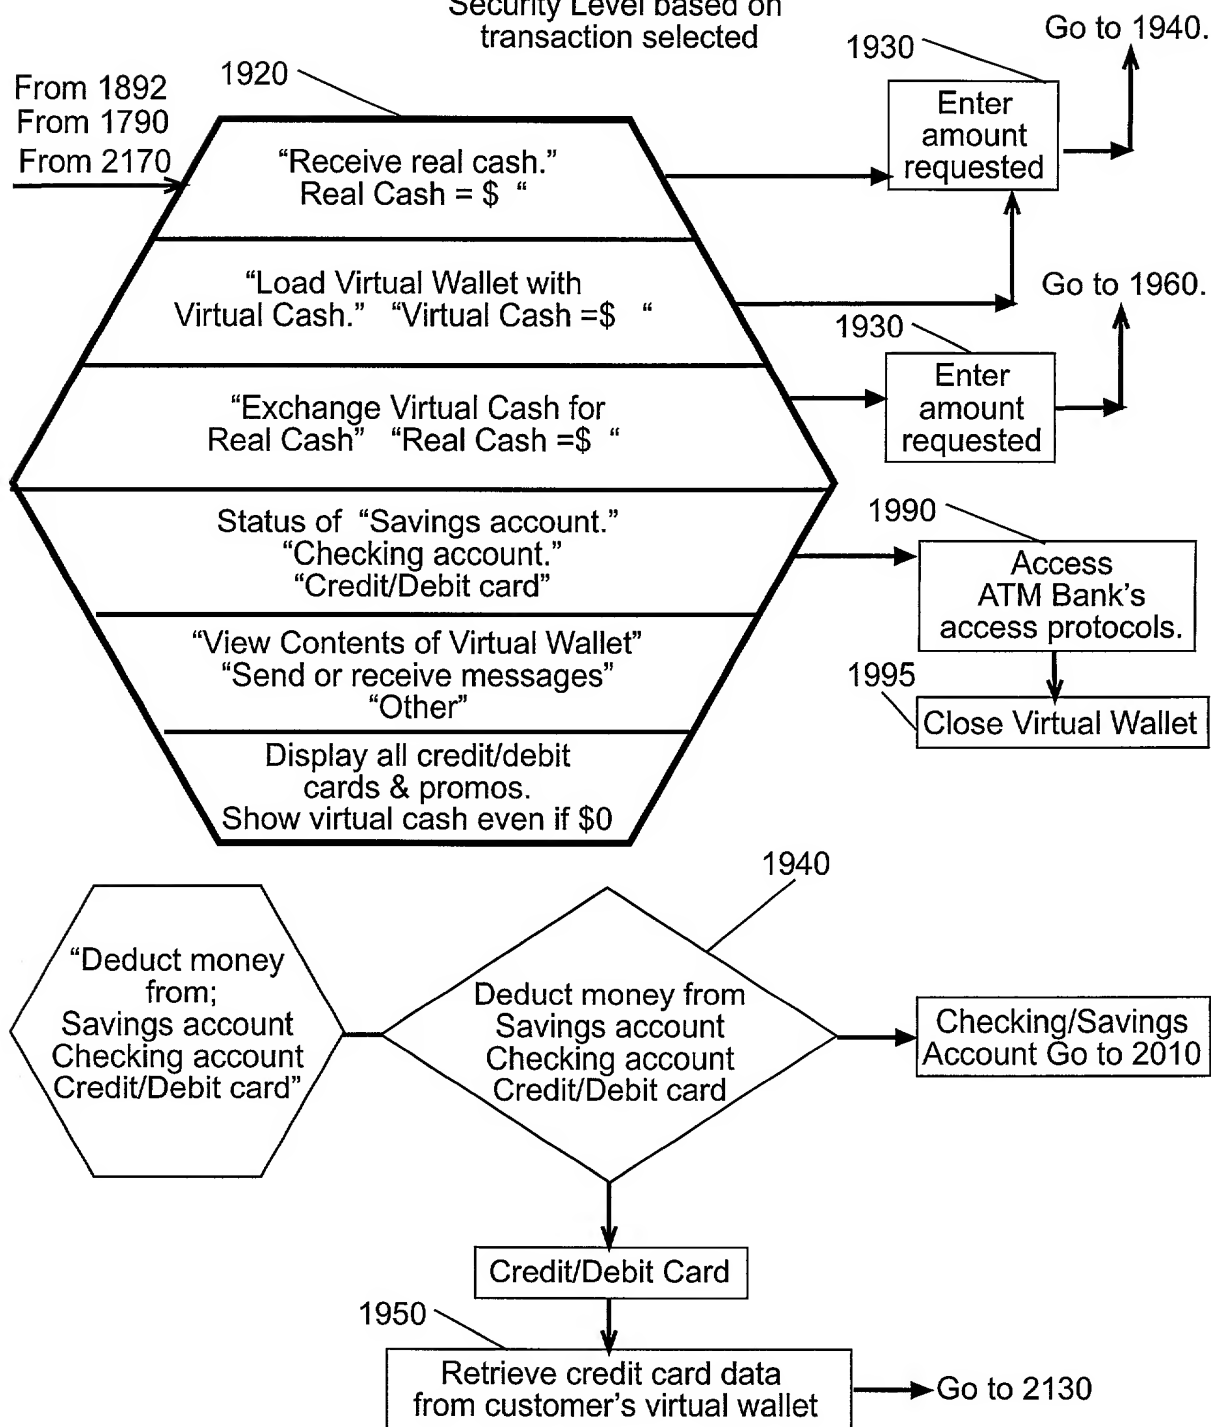 Security Level based on
transaction selected
Go to 1940.
1930
1920
From 1892
From 1790
From 2170
Enter
amount
requested
“Receive real cash.”
Real Cash = $ “
“Load Virtual Wallet with
Virtual Cash.” “Virtual Cash =$ “
Go to 1960.
1930
Enter
amount
requested
“Exchange Virtual Cash for
Real Cash” “Real Cash =$ “
Status of “Savings account.”
“Checking account.”
“Credit/Debit card”
1990
Access
ATM Bank’s
access protocols.
“View Contents of Virtual Wallet”
“Send or receive messages”
“Other”
1995
Close Virtual Wallet
Display all credit/debit
cards & promos.
Show virtual cash even if $0
1940
“Deduct money
from;
Savings account
Checking account
Credit/Debit card”
Deduct money from
Savings account
Checking account
Credit/Debit card
Checking/Savings
Account Go to 2010
Credit/Debit Card
1950
Retrieve credit card data
from customer’s virtual wallet
Go to 2130